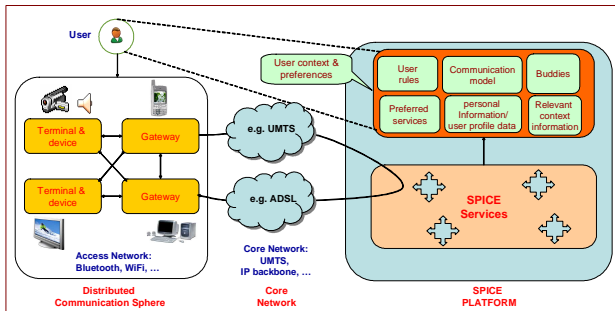 User
User context &
preferences
User
rules
Communication
model
Buddies
Preferred
services
personal
Information/
user profile data
Relevant
context
information
Terminal &
device
Gateway
e.g. UMTS
Terminal &
device
Gateway
e.g. ADSL
SPICE
Services
Access Network:
Bluetooth, WiFi, ...
Core Network:
UMTS,
IP backbone, ...
Distributed
Communication Sphere
Core
Network
SPICE
PLATFORM